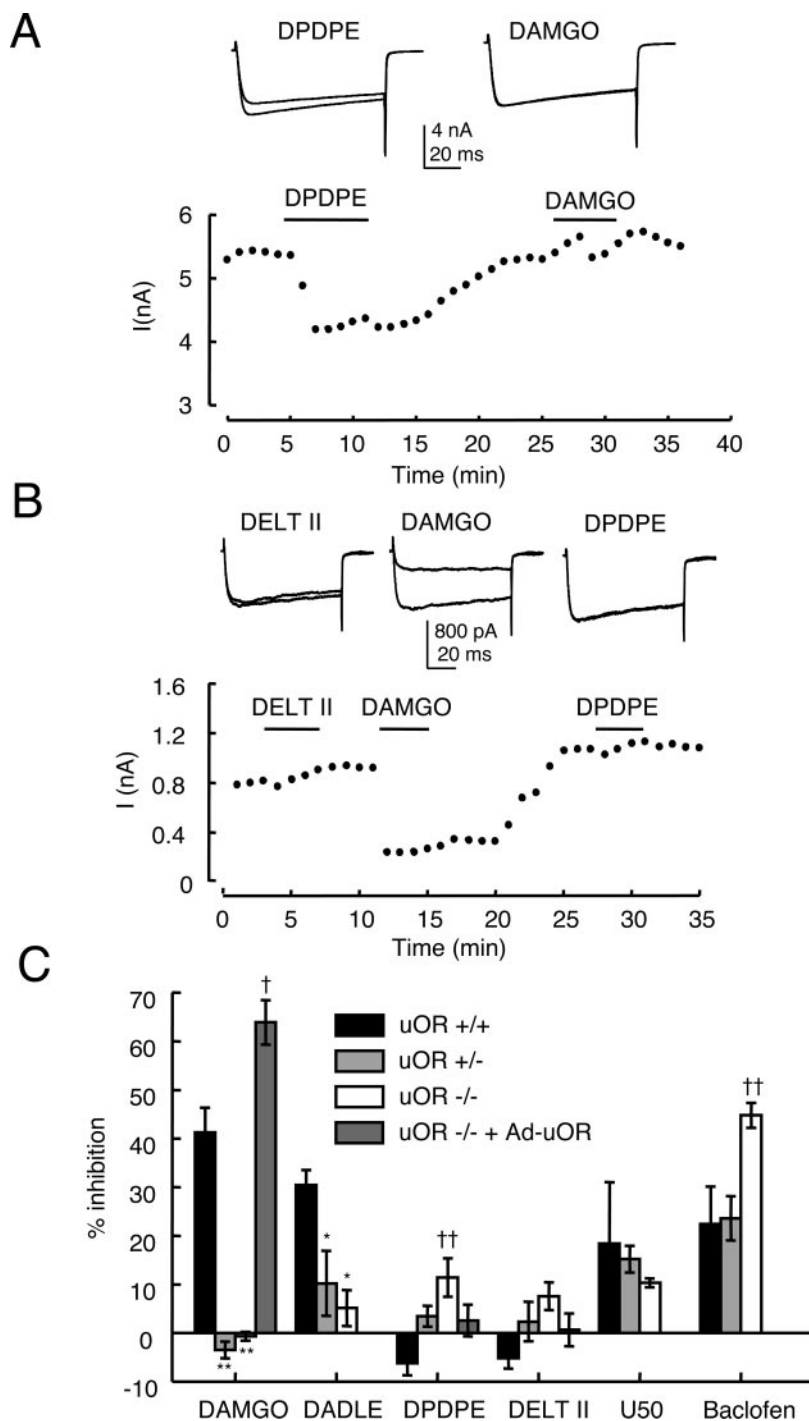 A
DPDPE DAMGO
4 nA
20 ms
DPDPE DAMGO
6
5
4
3
I(nA)
0 5 10 15 20 25 30 35 40
Time (min)
B
DELT II DAMGO DPDPE
800 pA
20 ms
DELT II DAMGO DPDPE
1.6
1.2
0.8
0.4
0
I (nA)
0 5 10 15 20 25 30 35
Time (min)
C
70
60
50
40
30
20
10
0
-10
% inhibition
uOR +/+
uOR +/-
uOR -/-
uOR -/- + Ad-uOR
†
††
††
* *
** **
DAMGO DADLE DPDPE DELT II U50 Baclofen